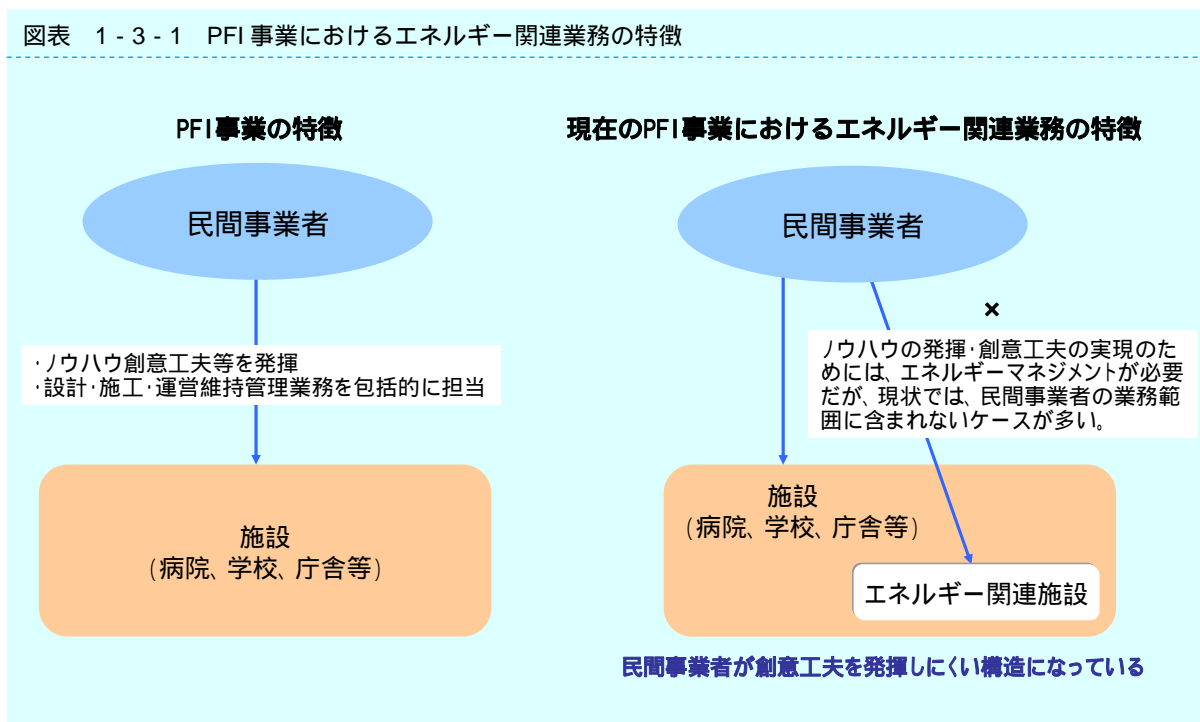 図表 1-3-1 PFI事業におけるエネルギー関連業務の特徴
PFI事業の特徴
民間事業者
・ノウハウ創意工夫等を発揮
・設計・施工・運営維持管理業務を包括的に担当
施設
(病院、学校、庁舎等)
現在のPFI事業におけるエネルギー関連業務の特徴
民間事業者
×
ノウハウの発揮・創意工夫の実現のた
めには、エネルギーマネジメントが必要
だが、現状では、民間事業者の業務範
囲に含まれないケースが多い。
施設
(病院、学校、庁舎等)
エネルギー関連施設
民間事業者が創意工夫を発揮しにくい構造になっている